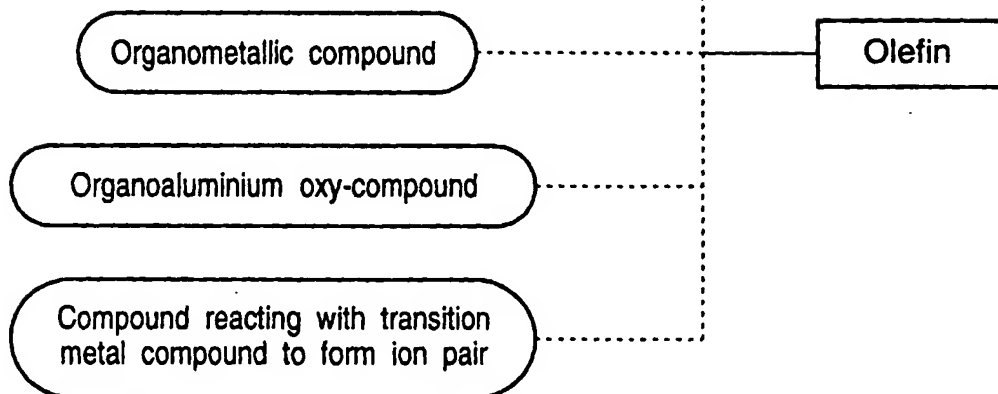 Organometallic compound
Olefin
Organoaluminium oxy-compound
Compound reacting with transition
metal compound to form ion pair